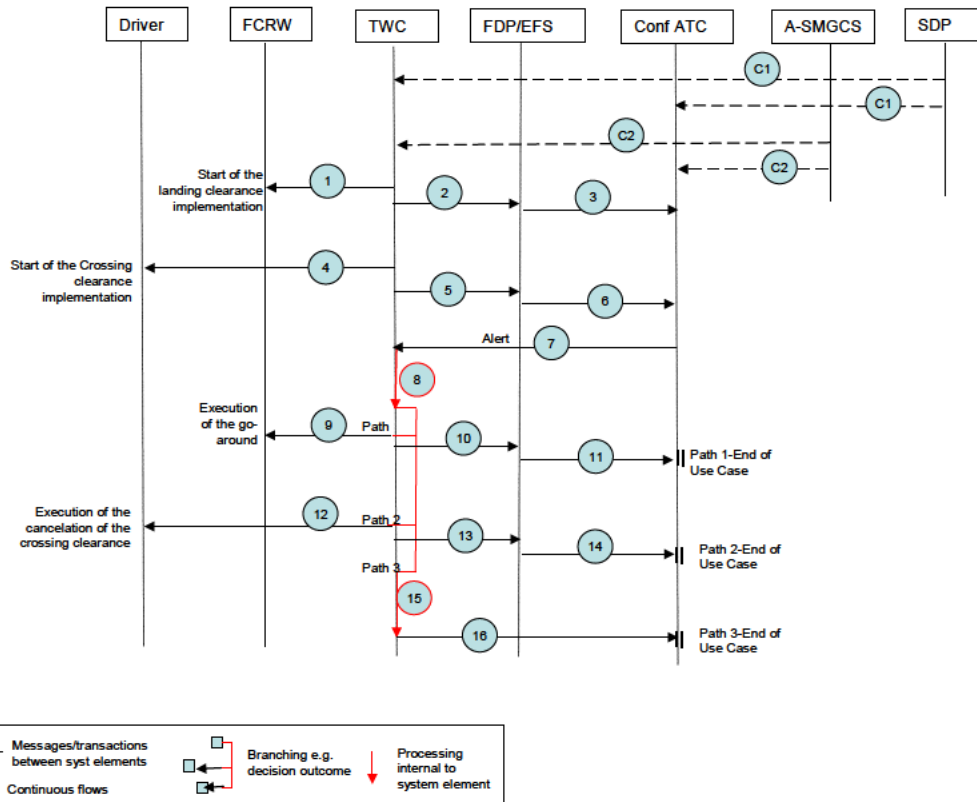 Driver
FCRW
TWC
FDP/EFS
Conf ATC
A-SMGCS
SDP
C1
C1
C2
C2
Start of the
landing clearance
implementation
1
2
3
Start of the Crossing
clearance
implementation
4
5
6
Alert
7
8
Execution
of the go-
around
9
Path
10
11
Path 1-End of
Use Case
Execution of the
cancelation of the
crossing clearance
12
Path 2
13
14
Path 2-End of
Use Case
Path 3
15
16
Path 3-End of
Use Case
Messages/transactions
between syst elements
Continuous flows
Branching e.g.
decision outcome
Processing
internal to
system element